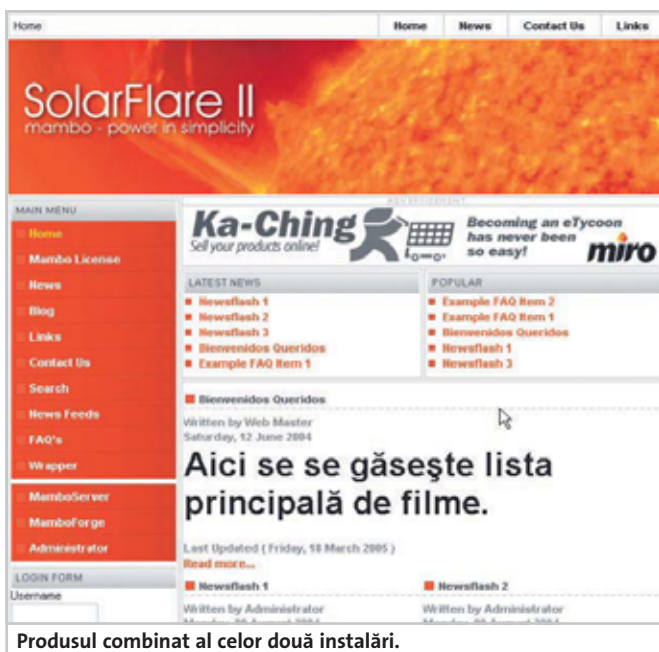 Home
Home News Contact Us Links
SolarFlare II
mambo - power in simplicity
MAIN MENU
Home
Mambo License
News
Blog
Links
Contact Us
Search
News Feeds
FAQ's
Wrapper
MamboServer
MamboForge
Administrator
LOGIN FORM
Username
ADVERTISEMENT
Ka-Ching
Sell your products online!
Becoming an eTycoon
has never been
so easy!
miro
LATEST NEWS
Newsflash 1
Newsflash 2
Newsflash 3
Bienvenidos Queridos
Example FAQ Item 1
POPULAR
Example FAQ Item 2
Example FAQ Item 1
Bienvenidos Queridos
Newsflash 1
Newsflash 3
Bienvenidos Queridos
Written by Web Master
Saturday, 12 June 2004
Aici se se găseşte lista
principală de filme.
Last Updated ( Friday, 18 March 2005 )
Read more...
Newsflash 1
Written by Administrator
Newsflash 2
Written by Administrator
Produsul combinat al celor două instalări.